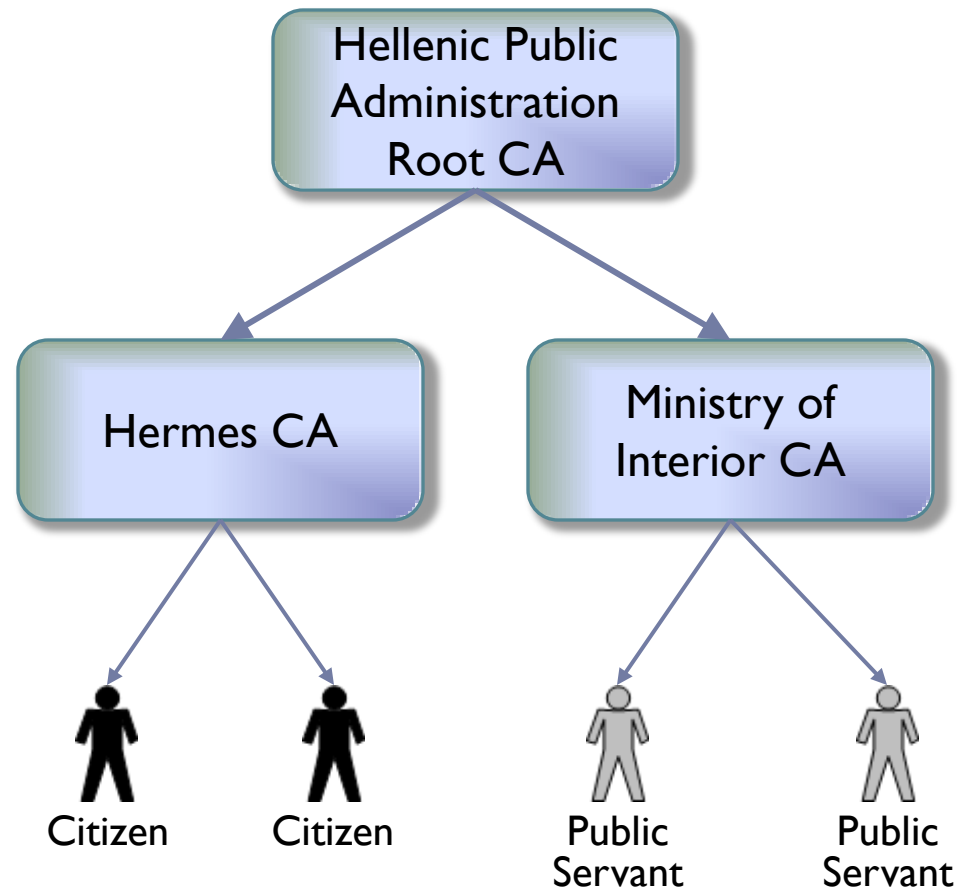 Hellenic Public
Administration
Root CA
Hermes CA
Ministry of
Interior CA
Citizen
Citizen
Public
Servant
Public
Servant